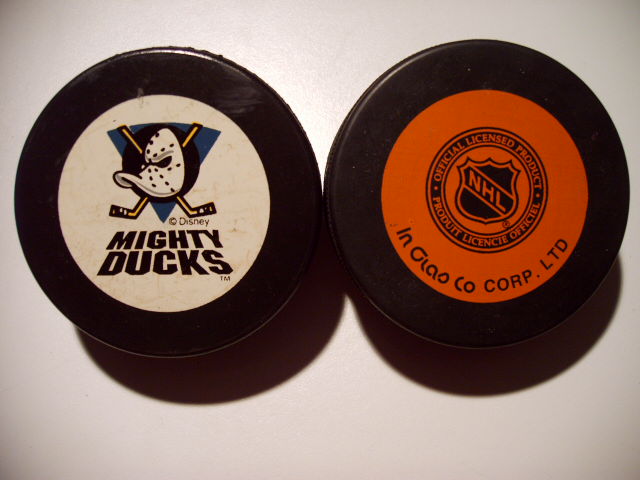 © Disney
MIGHTY
DUCKS
TM
OFFICIAL LICENSED PRODUCT
NHL
PRODUIT LICENCIE OFFICIEL
In Glas Co CORP. LTD